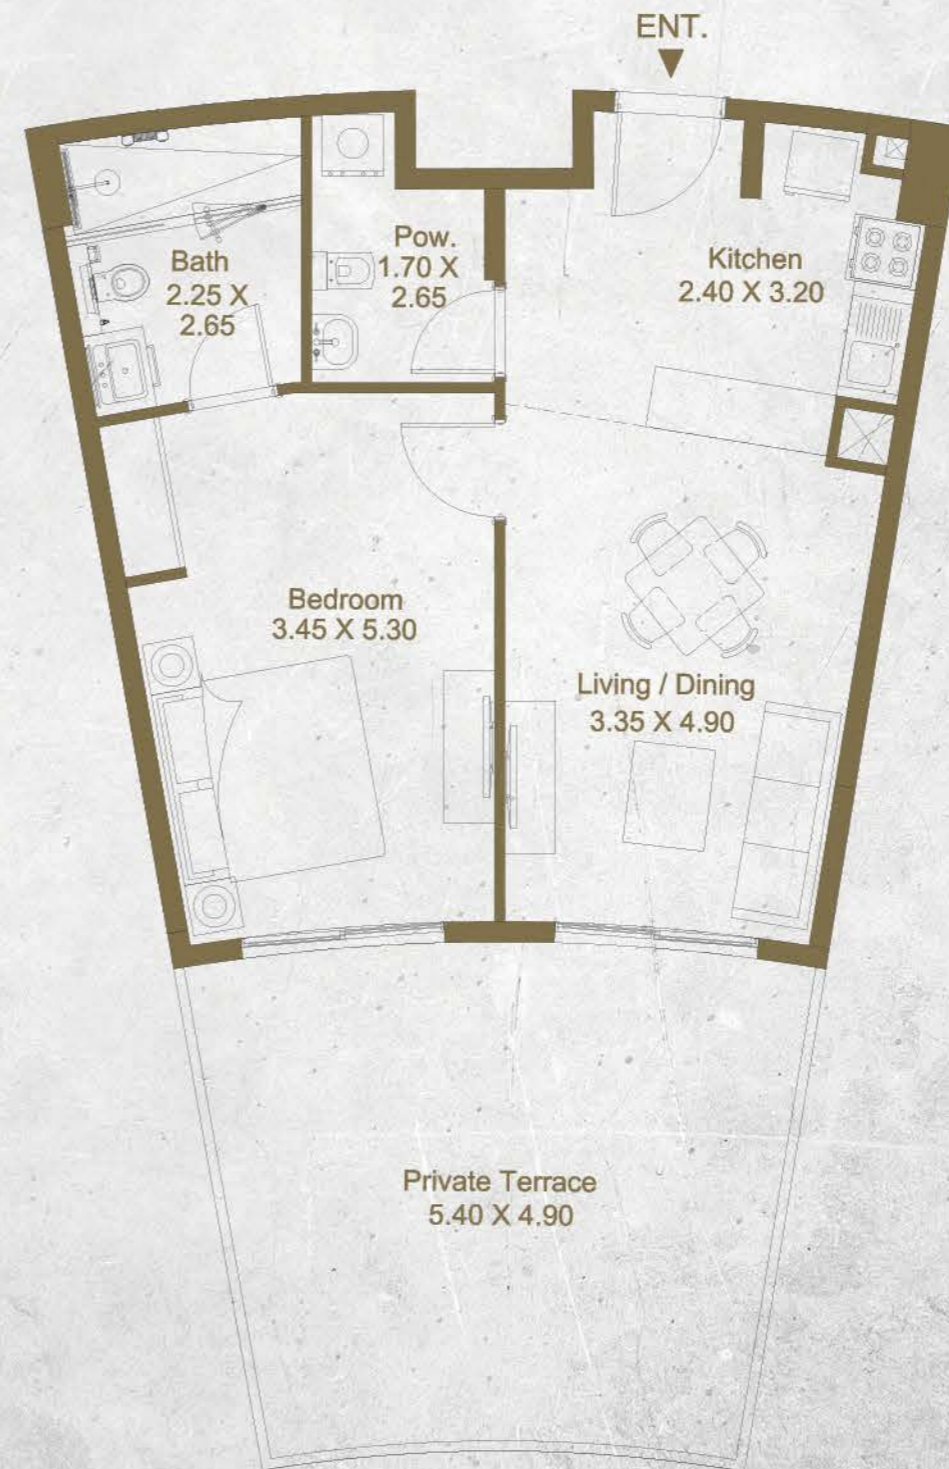 ENT.
Pow.
1.70 X
2.65
Bath
2.25 X
2.65
Kitchen
2.40 X 3.20
Bedroom
3.45 X 5.30
Living / Dining
3.35 X 4.90
Private Terrace
5.40 X 4.90